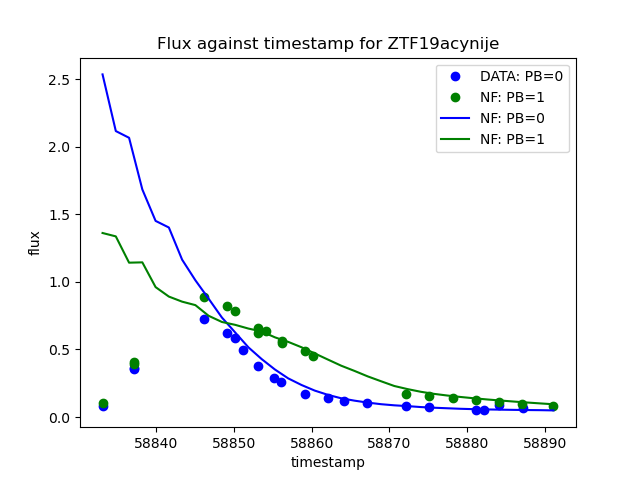 Flux against timestamp for ZTF19acynije
DATA: PB=0
NF: PB=1
NF: PB=0
NF: PB=1
2.5
2.0
1.5
1.0
0.5
0.0
flux
58840
58850
58860
58870
58880
58890
timestamp